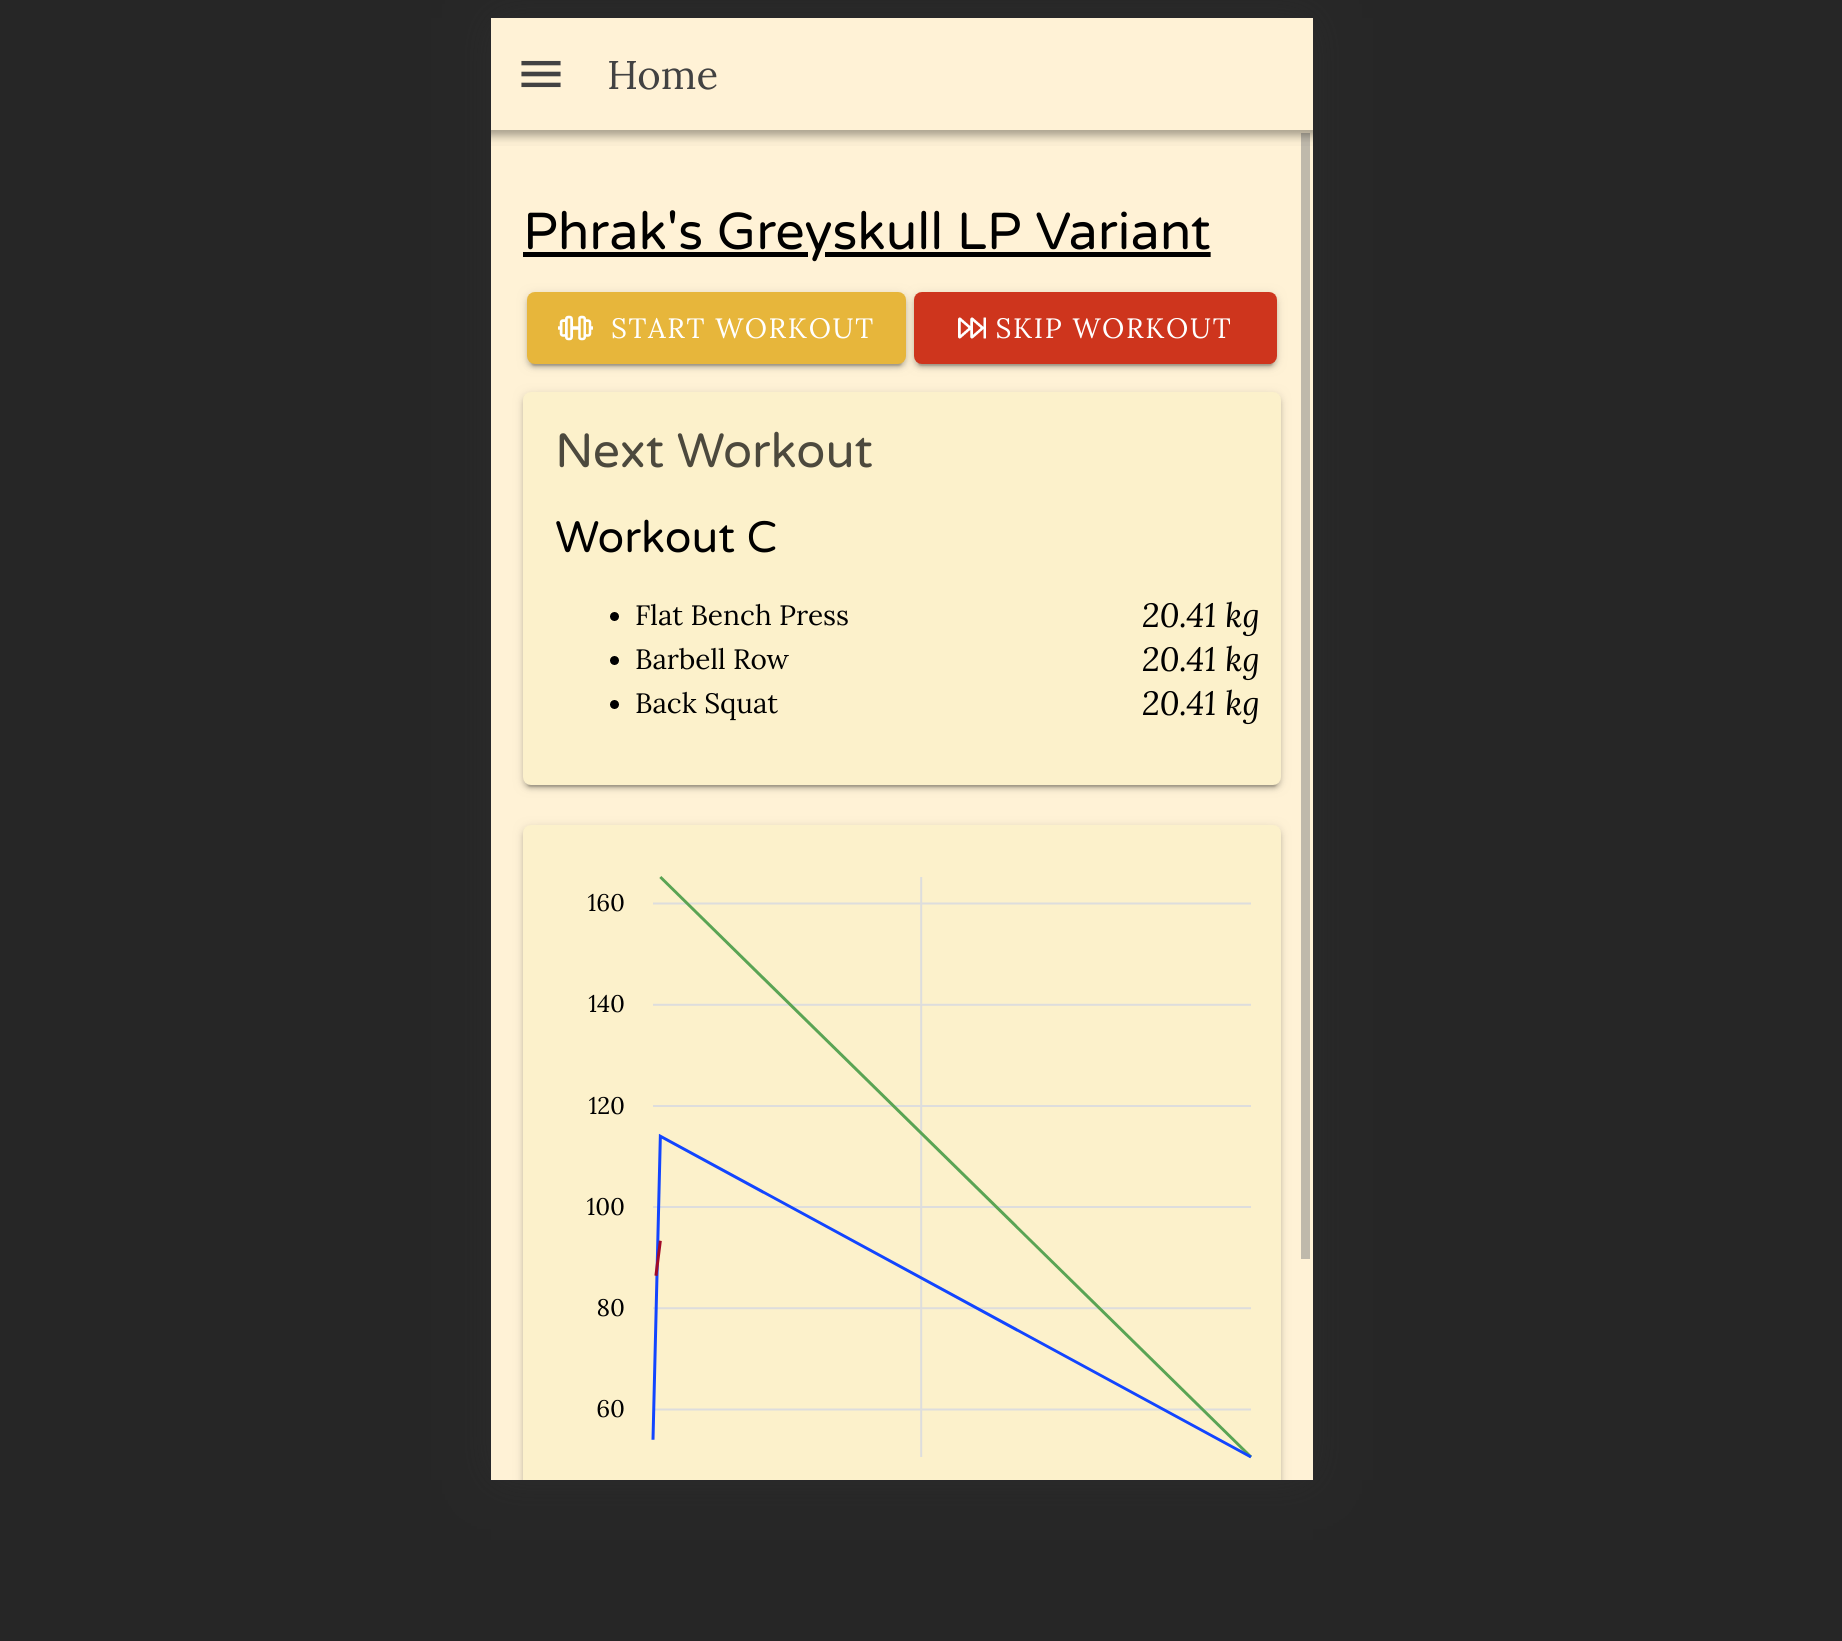 Home
Phrak's Greyskull LP Variant
START WORKOUT
SKIP WORKOUT
Next Workout
Workout C
Flat Bench Press 20.41 kg
Barbell Row 20.41 kg
Back Squat 20.41 kg
160
140
120
100
80
60